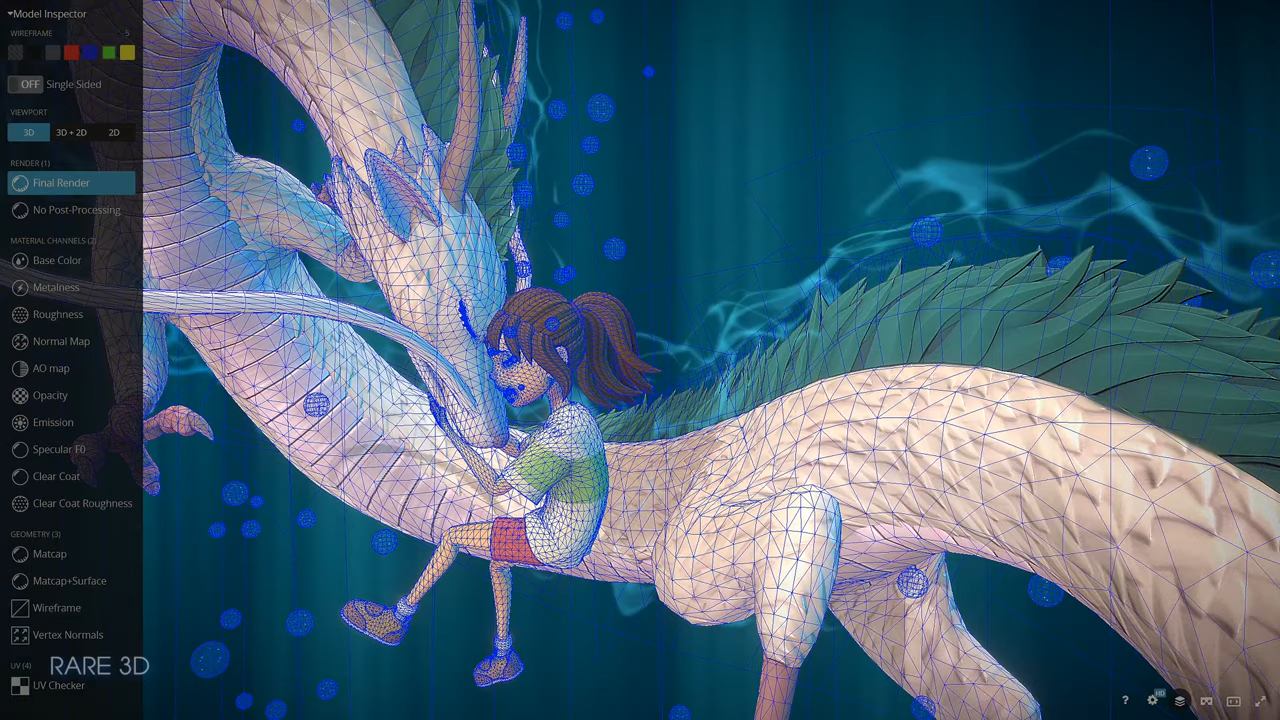 Model Inspector
WIREFRAME 5
OFF Single Sided
VIEWPORT
3D 3D + 2D 2D
RENDER (1)
Final Render
No Post-Processing
MATERIAL CHANNELS (2)
Base Color
Metalness
Roughness
Normal Map
AO map
Opacity
Emission
Specular F0
Clear Coat
Clear Coat Roughness
GEOMETRY (3)
Matcap
Matcap+Surface
Wireframe
Vertex Normals
UV (4)
RARE 3D
UV Checker
? HD